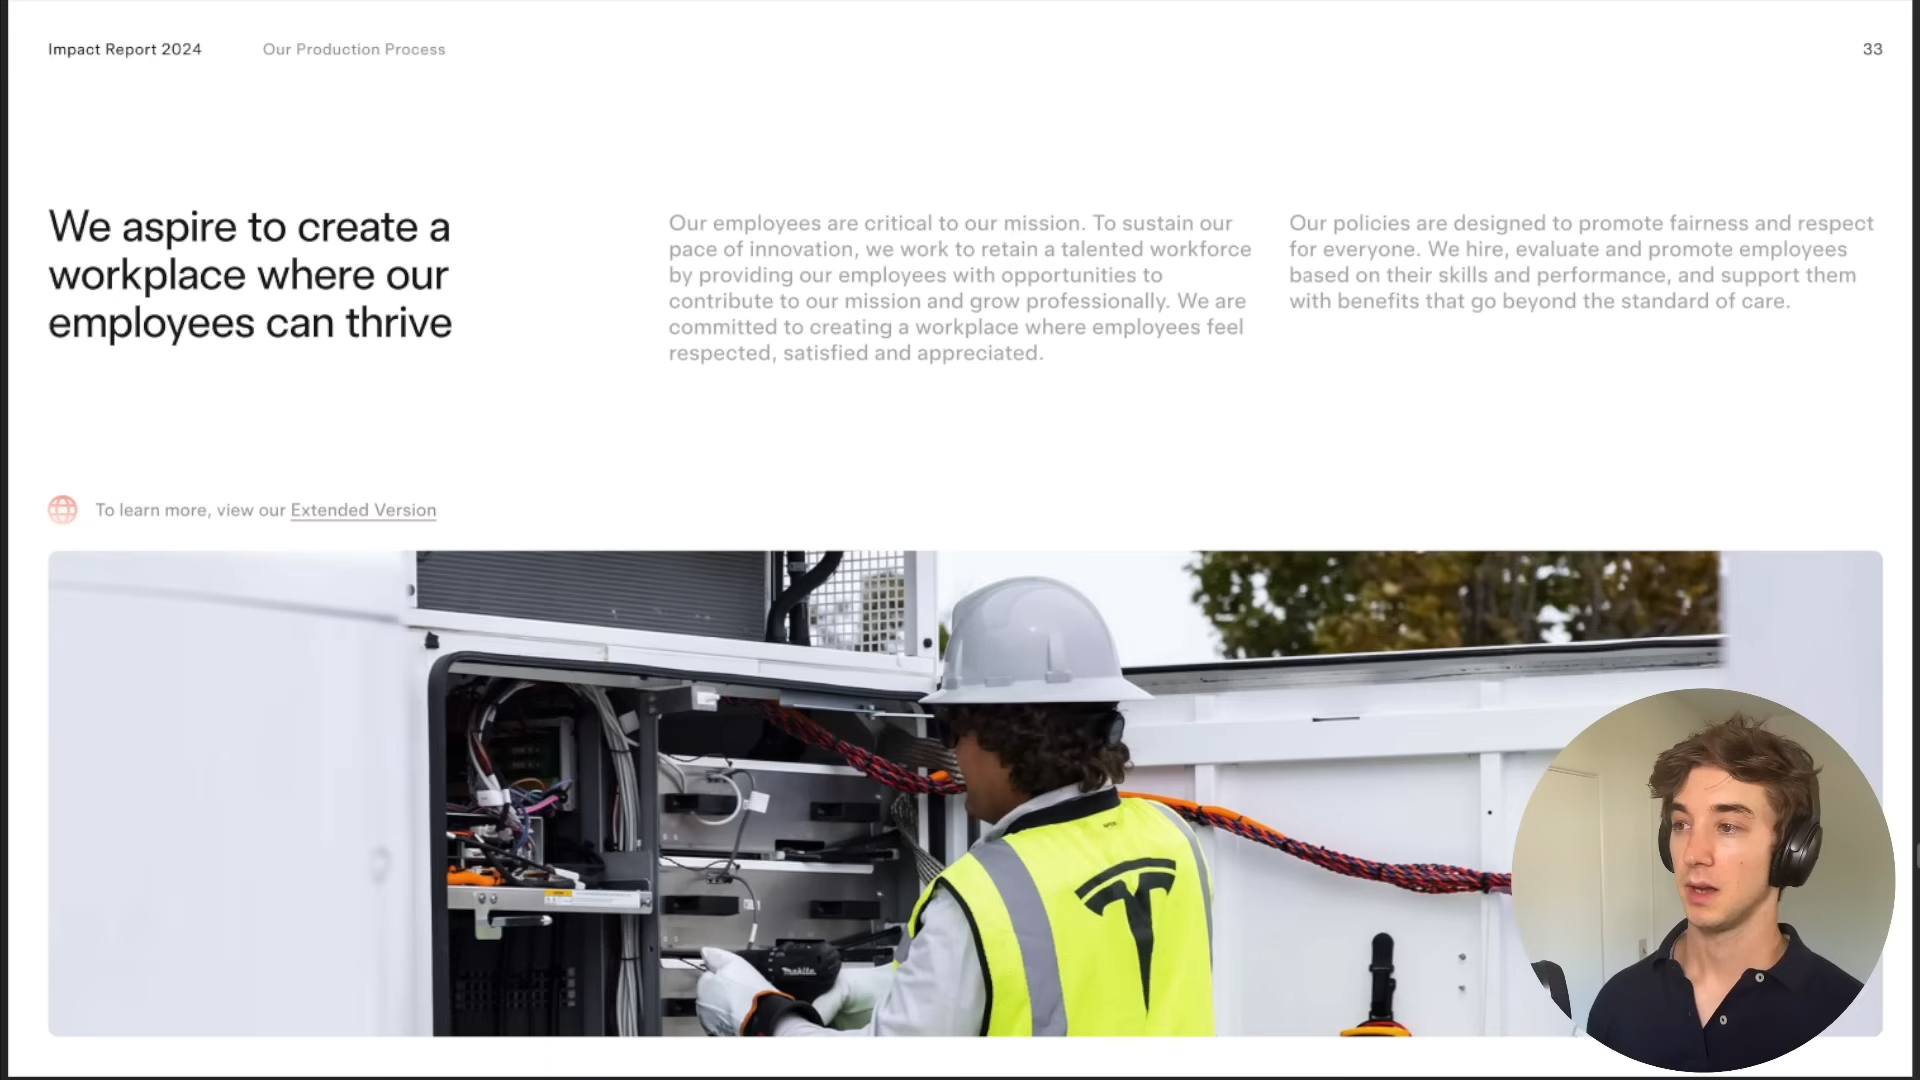 Impact Report 2024
Our Production Process
33
We aspire to create a
workplace where our
employees can thrive
Our employees are critical to our mission. To sustain our
pace of innovation, we work to retain a talented workforce
by providing our employees with opportunities to
contribute to our mission and grow professionally. We are
committed to creating a workplace where employees feel
respected, satisfied and appreciated.
Our policies are designed to promote fairness and respect
for everyone. We hire, evaluate and promote employees
based on their skills and performance, and support them
with benefits that go beyond the standard of care.
To learn more, view our Extended Version
Makita